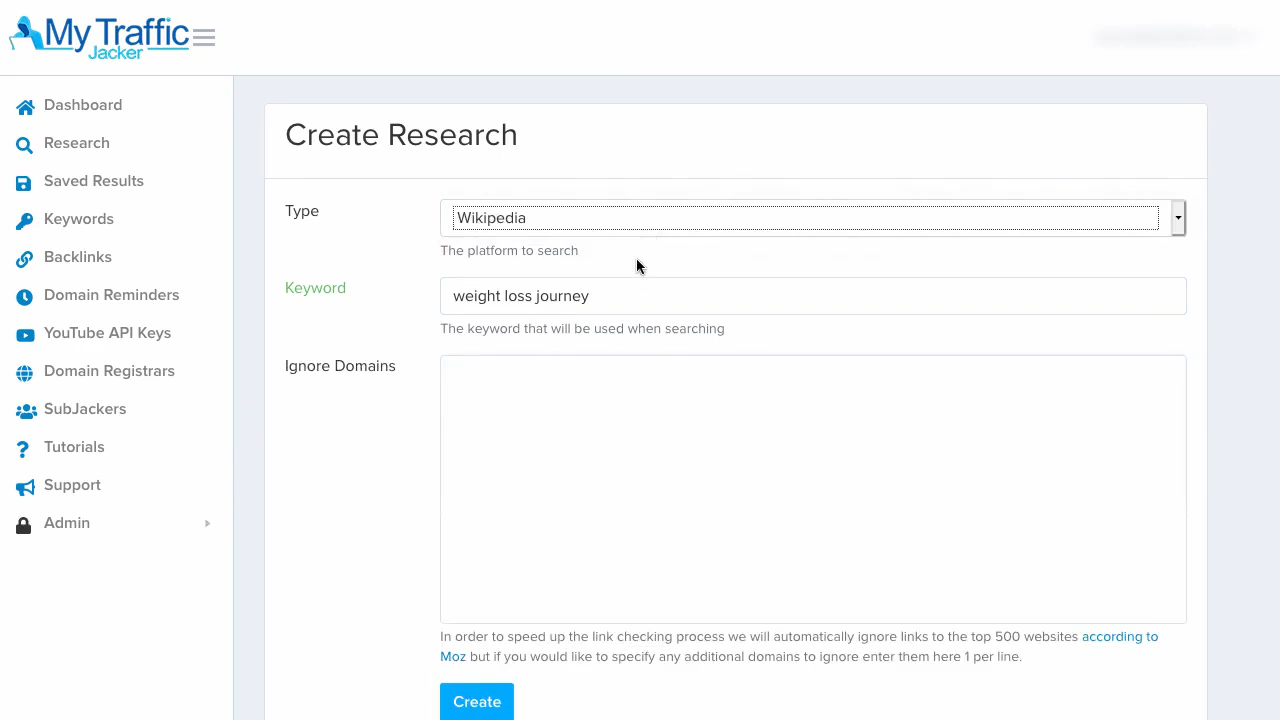 My Traffic
Jacker
Dashboard
Research
Saved Results
Keywords
Backlinks
Domain Reminders
YouTube API Keys
Domain Registrars
SubJackers
Tutorials
Support
Admin
Create Research
Type
Wikipedia
The platform to search
Keyword
weight loss journey
The keyword that will be used when searching
Ignore Domains
In order to speed up the link checking process we will automatically ignore links to the top 500 websites according to
Moz but if you would like to specify any additional domains to ignore enter them here 1 per line.
Create